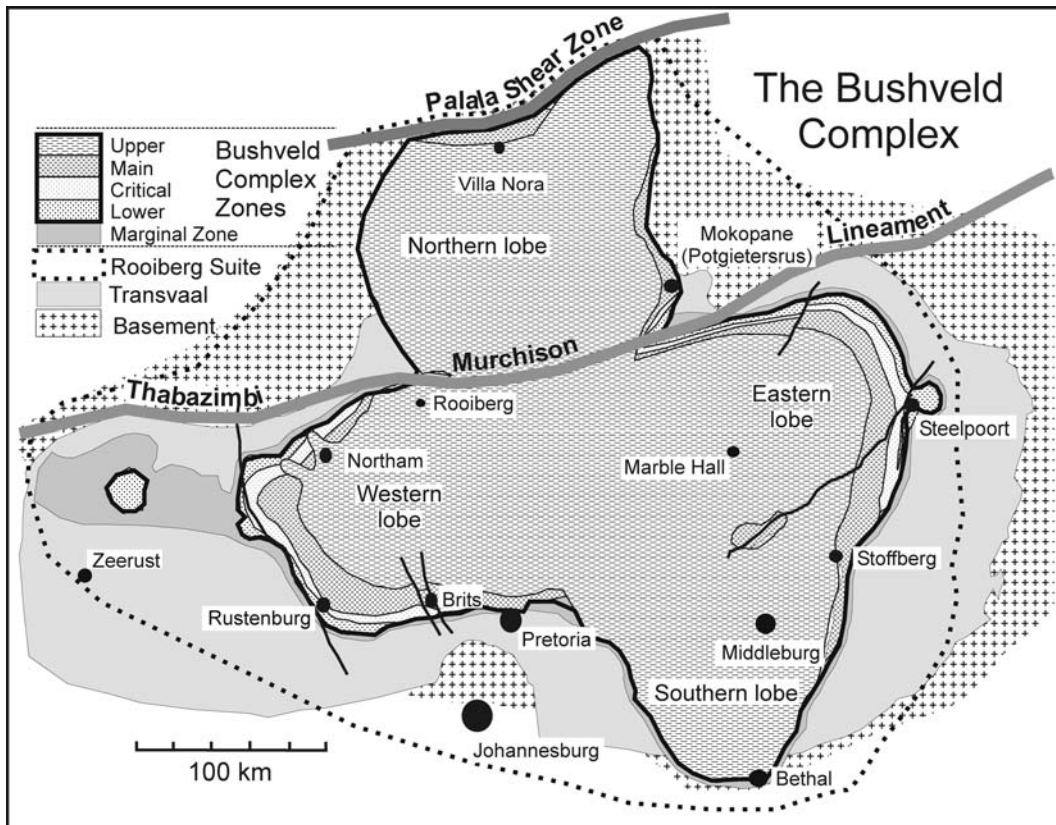 The Bushveld
Complex
Palala Shear Zone
Upper
Main
Critical
Lower
Bushveld
Complex
Zones
Marginal Zone
Rooiberg Suite
Transvaal
Basement
Villa Nora
Northern lobe
Mokopane
(Potgietersrus)
Thabazimbi
Murchison
Lineament
Rooiberg
Eastern
lobe
Steelpoort
Northam
Marble Hall
Western
lobe
Zeerust
Stoffberg
Rustenburg
Brits
Pretoria
Middleburg
Southern lobe
Johannesburg
Bethal
100 km